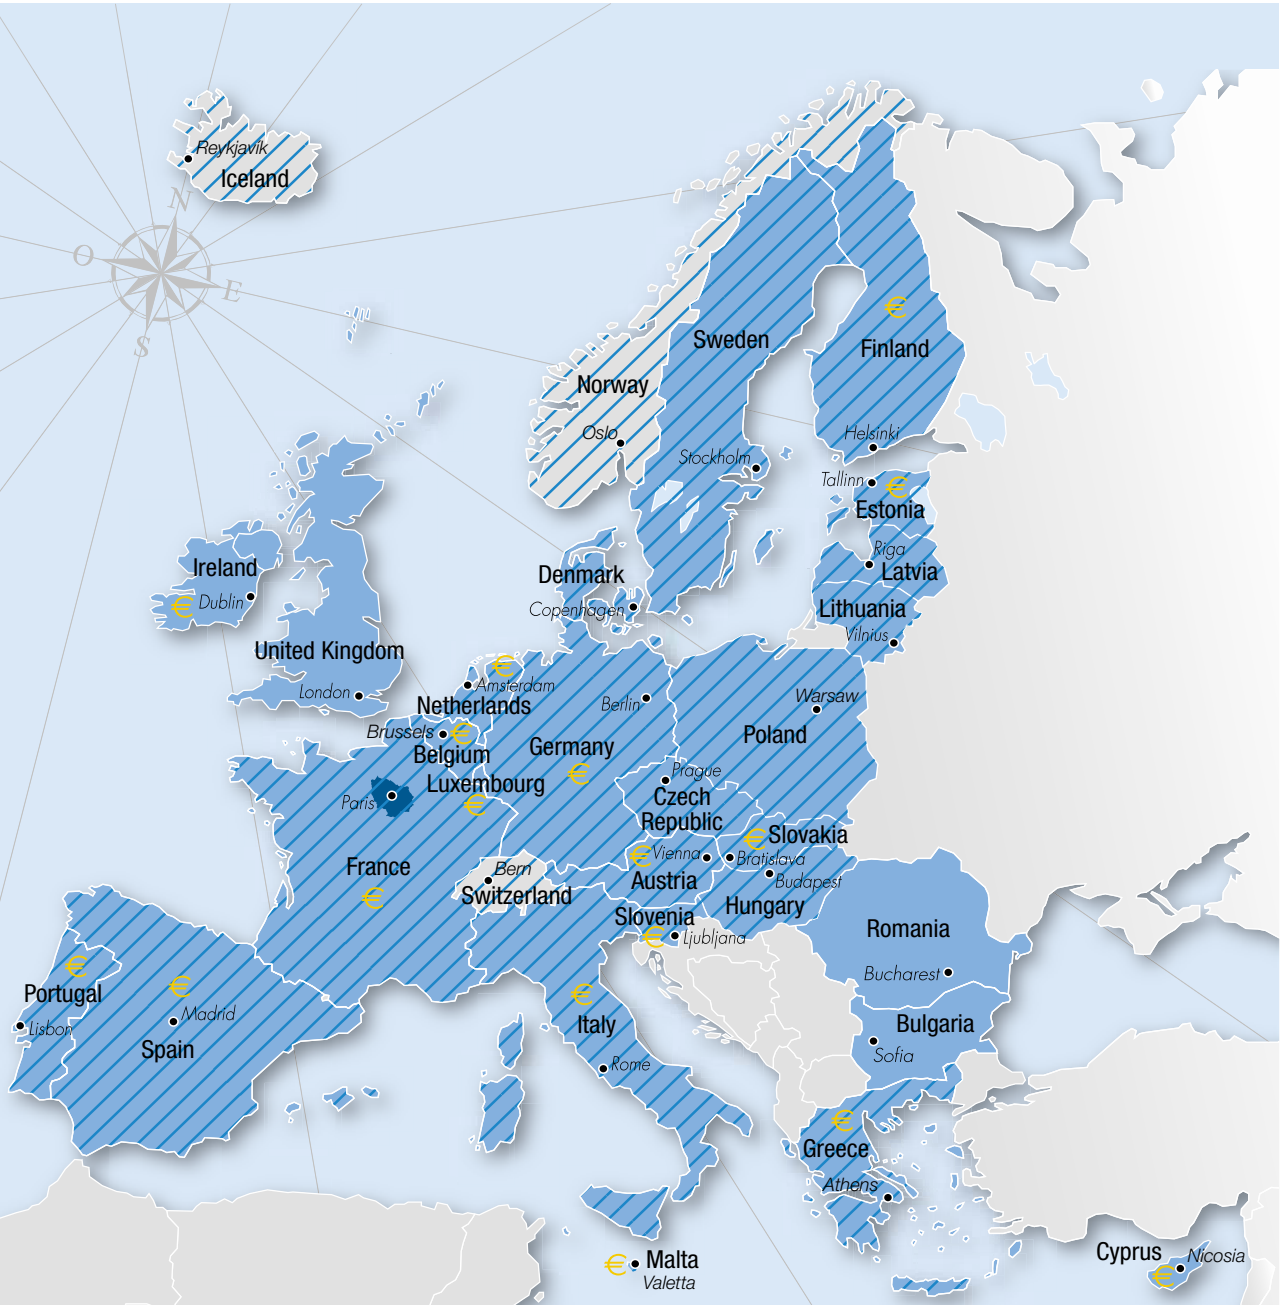 Reykjavik
Iceland
N
O
E
S
Sweden
Finland
Norway
Oslo
Helsinki
Stockholm
Tallinn
€
Estonia
Riga
Latvia
Ireland
Denmark
€
Dublin
Copenhagen
Lithuania
Vilnius
United Kingdom
€
London
Amsterdam
Netherlands
Berlin
Warsaw
Brussels
€
Belgium
Germany
€
Poland
Luxembourg
€
Paris
Prague
Czech
Republic
€
Slovakia
€
Vienna
Bratislava
France
€
Bern
Switzerland
Austria
Budapest
Hungary
Slovenia
€
Ljubljana
Romania
Bucharest
€
Portugal
Lisbon
€
Madrid
Spain
€
Italy
Rome
Bulgaria
Sofia
€
Greece
Athens
€
Malta
Valetta
Cyprus
€
Nicosia
€